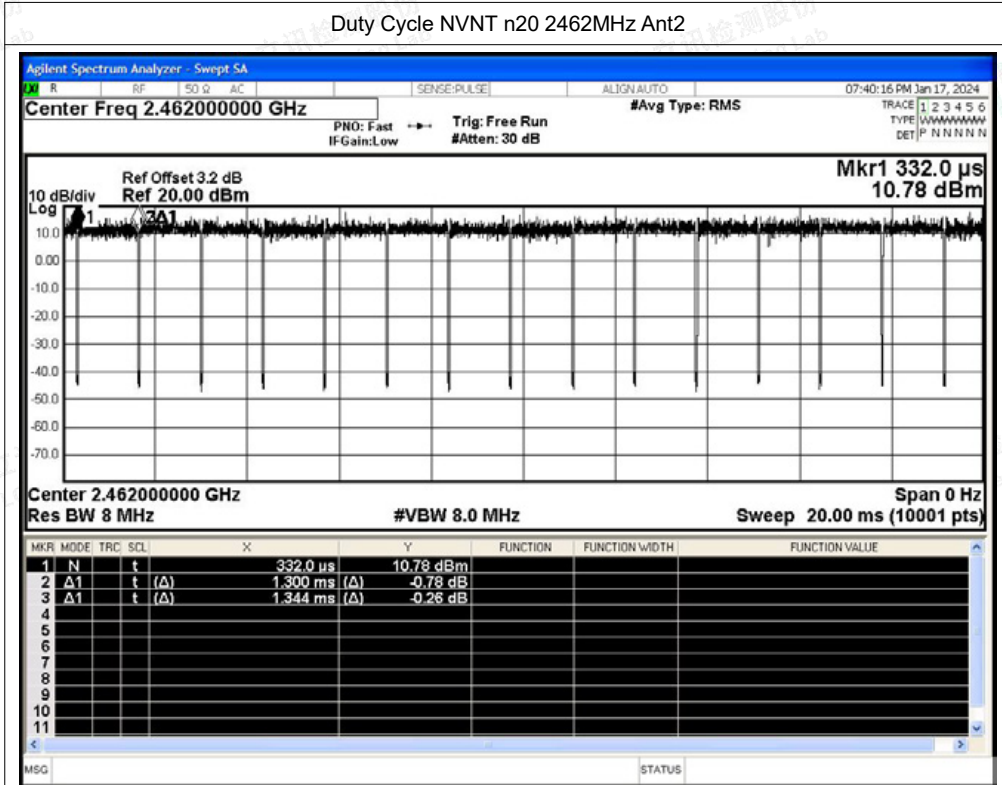 Duty Cycle NVNT n20 2462MHz Ant2
Agilent Spectrum Analyzer - Swept SA
R RF 50 Ω AC SENSE:PULSE ALIGN AUTO 07:40:16 PM Jan 17, 2024
Center Freq 2.462000000 GHz #Avg Type: RMS TRACE 1 2 3 4 5 6
PNO: Fast Trig: Free Run TYPE WWWWWW
IFGain:Low #Atten: 30 dB DET P N N N N N
Mkr1 332.0 µs
Ref Offset 3.2 dB
10 dB/div Ref 20.00 dBm 10.78 dBm
Log
1 3Δ1
10.0
0.00
-10.0
-20.0
-30.0
-40.0
-50.0
-60.0
-70.0
Center 2.462000000 GHz Span 0 Hz
Res BW 8 MHz #VBW 8.0 MHz Sweep 20.00 ms (10001 pts)
MKR MODE TRC SCL X Y FUNCTION FUNCTION WIDTH FUNCTION VALUE
1 N t 332.0 µs 10.78 dBm
2 Δ1 t (Δ) 1.300 ms (Δ) -0.78 dB
3 Δ1 t (Δ) 1.344 ms (Δ) -0.26 dB
4
5
6
7
8
9
10
11
MSG STATUS